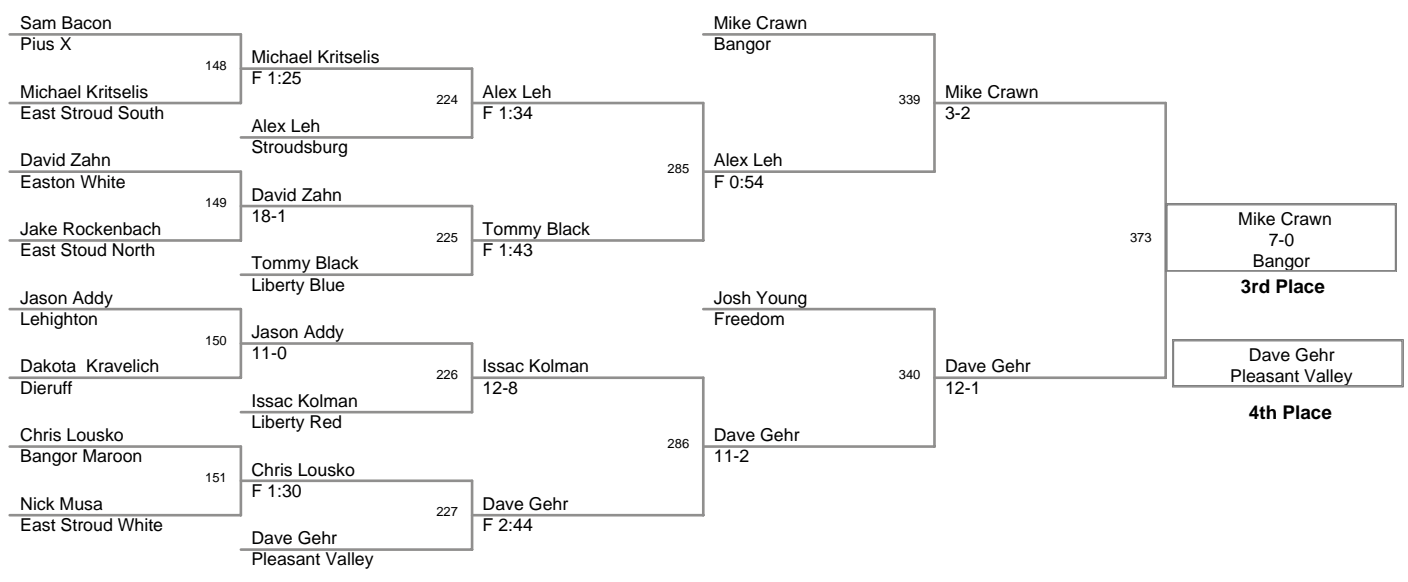 Sam Bacon
Pius X
148
Michael Kritselis
East Stroud South
David Zahn
Easton White
149
Jake Rockenbach
East Stoud North
Jason Addy
Lehighton
150
Dakota  Kravelich
Dieruff
Chris Lousko
Bangor Maroon
151
Nick Musa
East Stroud White
Michael Kritselis
F 1:25
224
Alex Leh
Stroudsburg
David Zahn
18-1
225
Tommy Black
Liberty Blue
Jason Addy
11-0
226
Issac Kolman
Liberty Red
Chris Lousko
F 1:30
227
Dave Gehr
Pleasant Valley
Alex Leh
F 1:34
285
Tommy Black
F 1:43
Issac Kolman
12-8
286
Dave Gehr
F 2:44
Mike Crawn
Bangor
339
Alex Leh
F 0:54
Josh Young
Freedom
340
Dave Gehr
11-2
Mike Crawn
3-2
373
Dave Gehr
12-1
Mike Crawn
7-0
Bangor
3rd Place
Dave Gehr
Pleasant Valley
4th Place